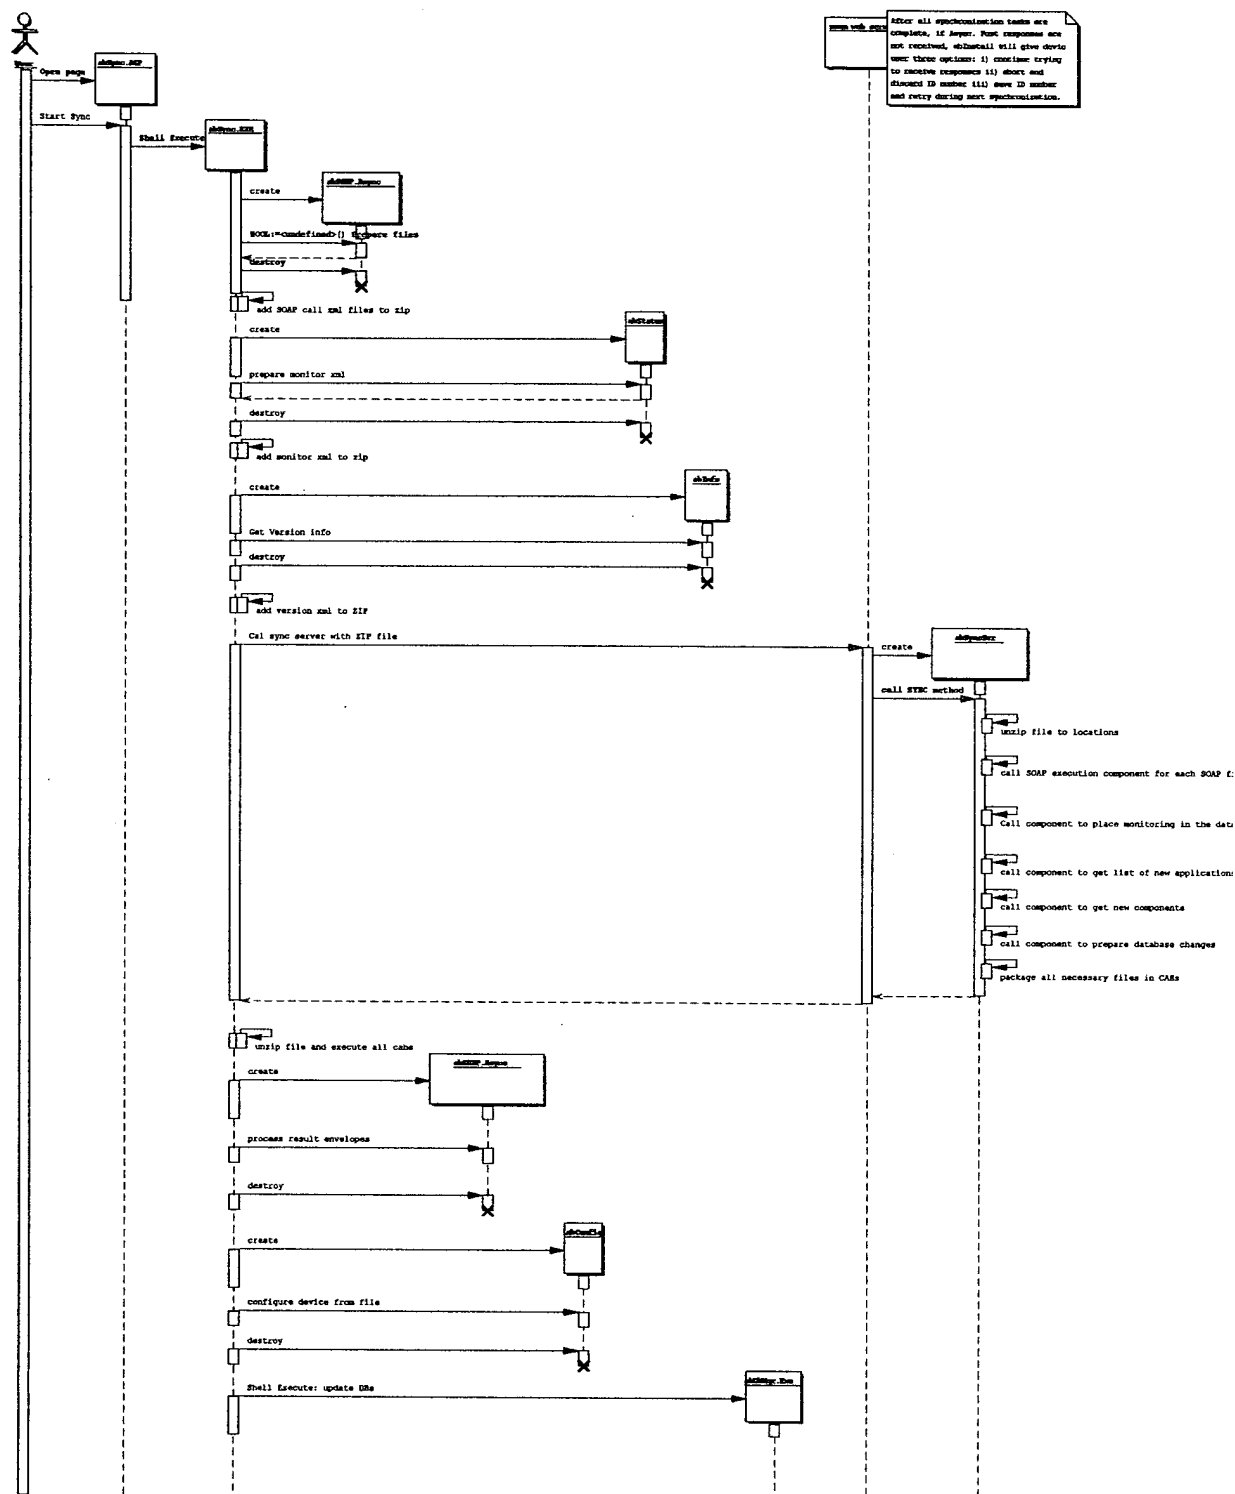 After all synchronization tasks are
complete, if Async. Post responses are
not received, ebInstall will give devic
user three options: i) continue trying
to receive responses ii) abort and
discard ID number iii) save ID number
and retry during next synchronization.
User
Open page
Start Sync
Shell Execute
create
BOOL:=<undefined>() Prepare files
destroy
add SOAP call xml files to zip
create
prepare monitor xml
destroy
add monitor xml to zip
create
Get Version info
destroy
add version xml to ZIP
Cal sync server with ZIP file
create
call SYNC method
unzip file to locations
call SOAP execution component for each SOAP fi
Call component to place monitoring in the data
call component to get list of new applications
call component to get new components
call component to prepare database changes
package all necessary files in CABs
unzip file and execute all cabs
create
process result envelopes
destroy
create
configure device from file
destroy
Shell Execute: update DBs